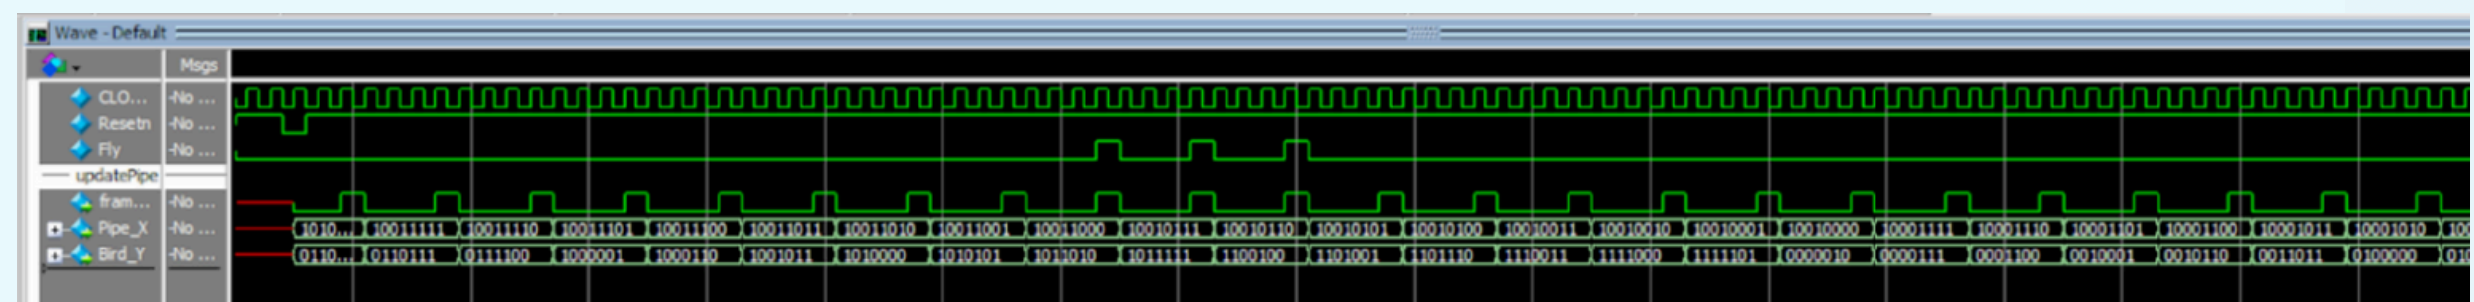 Wave - Default
Msgs
CLO... -No ...
Resetn -No ...
Fly -No ...
updatePipe
fram... -No ...
Pipe_X -No ... 1010... 10011111 10011110 10011101 10011100 10011011 10011010 10011001 10011000 10010111 10010110 10010101 10010100 10010011 10010010 10010001 10010000 10001111 10001110 10001101 10001100 10001011 10001010 100
Bird_Y -No ... 0110... 0110111 0111100 1000001 1000110 1001011 1010000 1010101 1011010 1011111 1100100 1101001 1101110 1110011 1111000 1111101 0000010 0000111 0001100 0010001 0010110 0011011 0100000 010